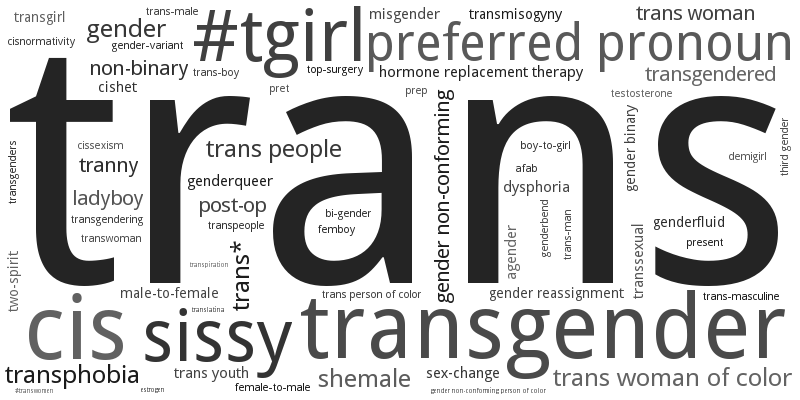 transgirl
trans-male
#tgirl
misgender
transmisogyny
trans woman
cisnormativity
gender
gender-variant
preferred pronoun
non-binary
trans-boy
top-surgery
hormone replacement therapy
transgendered
cishet
pret
prep
testosterone
trans
transgenders
cissexism
tranny
trans people
gender non-conforming
boy-to-girl
gender binary
third gender
demigirl
afab
genderqueer
dysphoria
ladyboy
post-op
bi-gender
transgendering
transpeople
femboy
genderbend
trans-man
genderfluid
transwoman
agender
present
transsexual
two-spirit
transpiration
trans*
male-to-female
trans person of color
gender reassignment
trans-masculine
cis
translatina
sissy
transgender
transphobia
trans youth
shemale
sex-change
trans woman of color
#transwomen
estrogen
female-to-male
gender non-conforming person of color